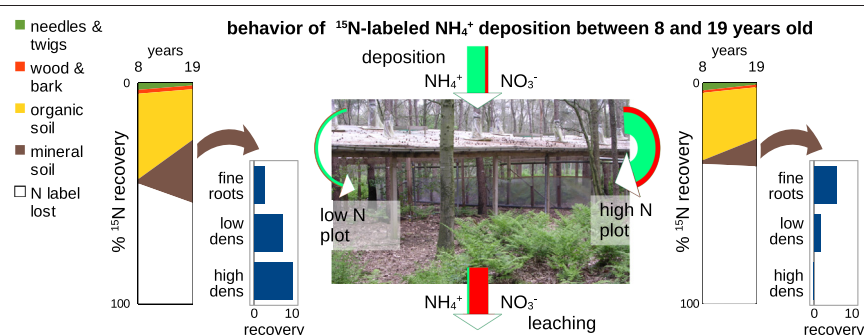 behavior of ¹⁵N-labeled NH₄⁺ deposition between 8 and 19 years old
needles &
twigs
wood &
bark
organic
soil
mineral
soil
N label
lost
years
8 19
0
% ¹⁵N recovery
100
fine
roots
low
dens
high
dens
0 10
recovery
deposition
NH₄⁺ NO₃⁻
low N
plot
high N
plot
NH₄⁺ NO₃⁻
leaching
years
8 19
0
% ¹⁵N recovery
100
fine
roots
low
dens
high
dens
0 10
recovery